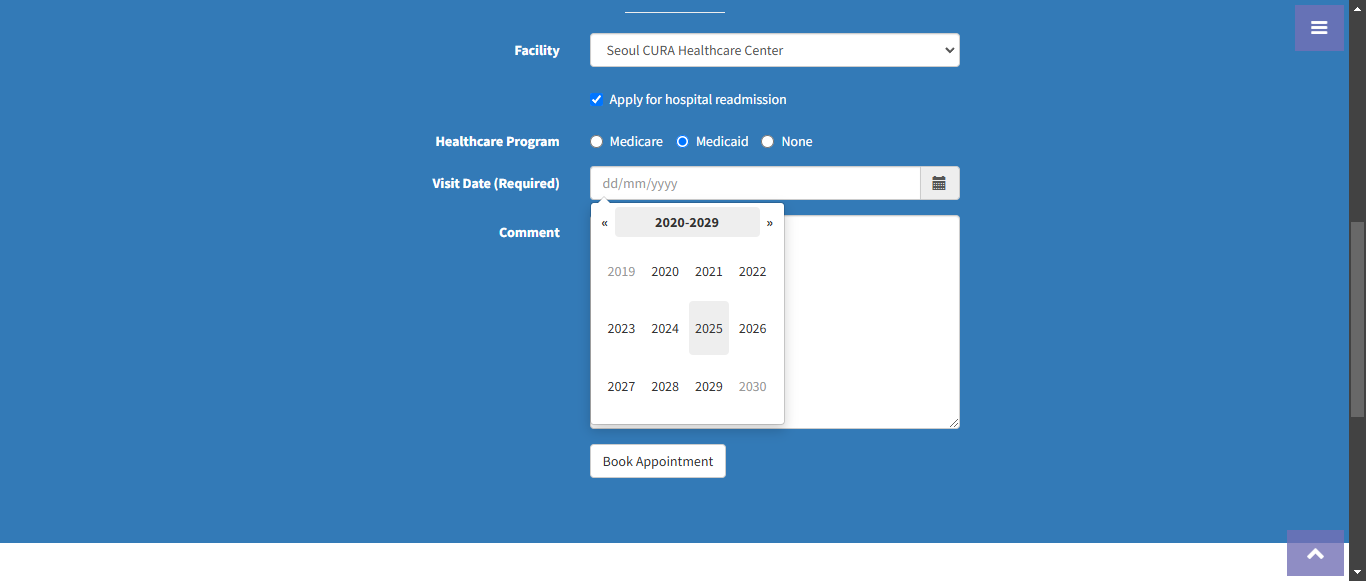 Facility Seoul CURA Healthcare Center
Apply for hospital readmission
Healthcare Program Medicare Medicaid None
Visit Date (Required) dd/mm/yyyy
« 2020-2029 »
Comment
2019 2020 2021 2022
2023 2024 2025 2026
2027 2028 2029 2030
Book Appointment